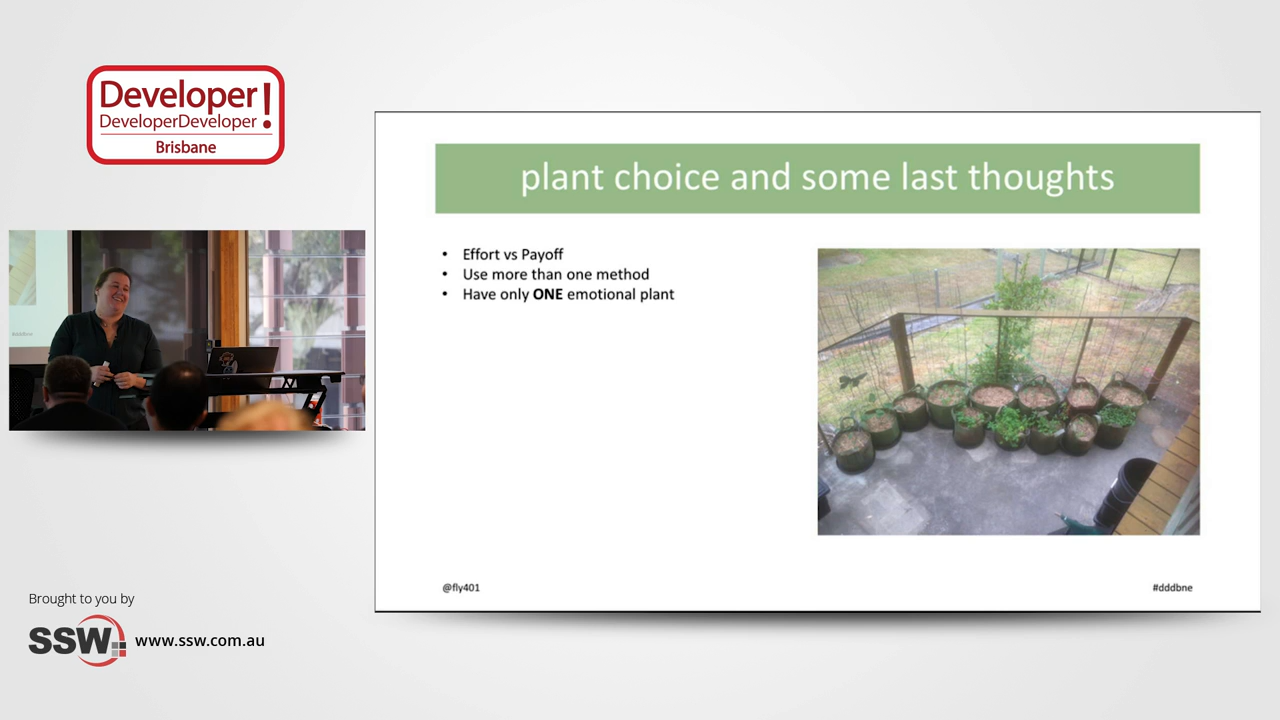 Developer!
DeveloperDeveloper
Brisbane
plant choice and some last thoughts
• Effort vs Payoff
• Use more than one method
• Have only ONE emotional plant
#dddbne
@fly401
#dddbne
Brought to you by
SSW
www.ssw.com.au